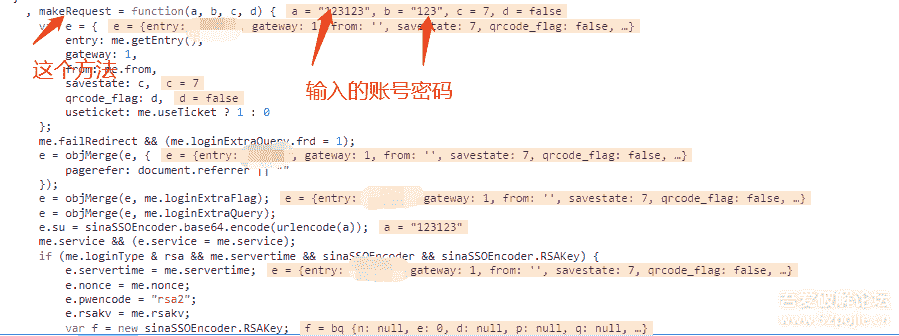 , makeRequest = function(a, b, c, d) { a = "123123", b = "123", c = 7, d = false
e = { e = {entry: , gateway: 1, from: '', savestate: 7, qrcode_flag: false, …}
entry: me.getEntry(),
gateway: 1,
from: me.from,
savestate: c, c = 7
qrcode_flag: d, d = false
useticket: me.useTicket ? 1 : 0
};
这个方法
输入的账号密码
me.failRedirect && (me.loginExtraQuery.frd = 1);
e = objMerge(e, { e = {entry: , gateway: 1, from: '', savestate: 7, qrcode_flag: false, …}
pagerefer: document.referrer || ""
});
e = objMerge(e, me.loginExtraFlag); e = {entry: gateway: 1, from: '', savestate: 7, qrcode_flag: false, …}
e = objMerge(e, me.loginExtraQuery);
e.su = sinaSSOEncoder.base64.encode(urlencode(a)); a = "123123"
me.service && (e.service = me.service);
if (me.loginType & rsa && me.servertime && sinaSSOEncoder && sinaSSOEncoder.RSAKey) {
e.servertime = me.servertime; e = {entry: gateway: 1, from: '', savestate: 7, qrcode_flag: false, …}
e.nonce = me.nonce;
e.pwencode = "rsa2";
e.rsakv = me.rsakv;
var f = new sinaSSOEncoder.RSAKey; f = bq {n: null, e: 0, d: null, p: null, q: null, …}
吾爱破解论坛
www.52pojie.cn